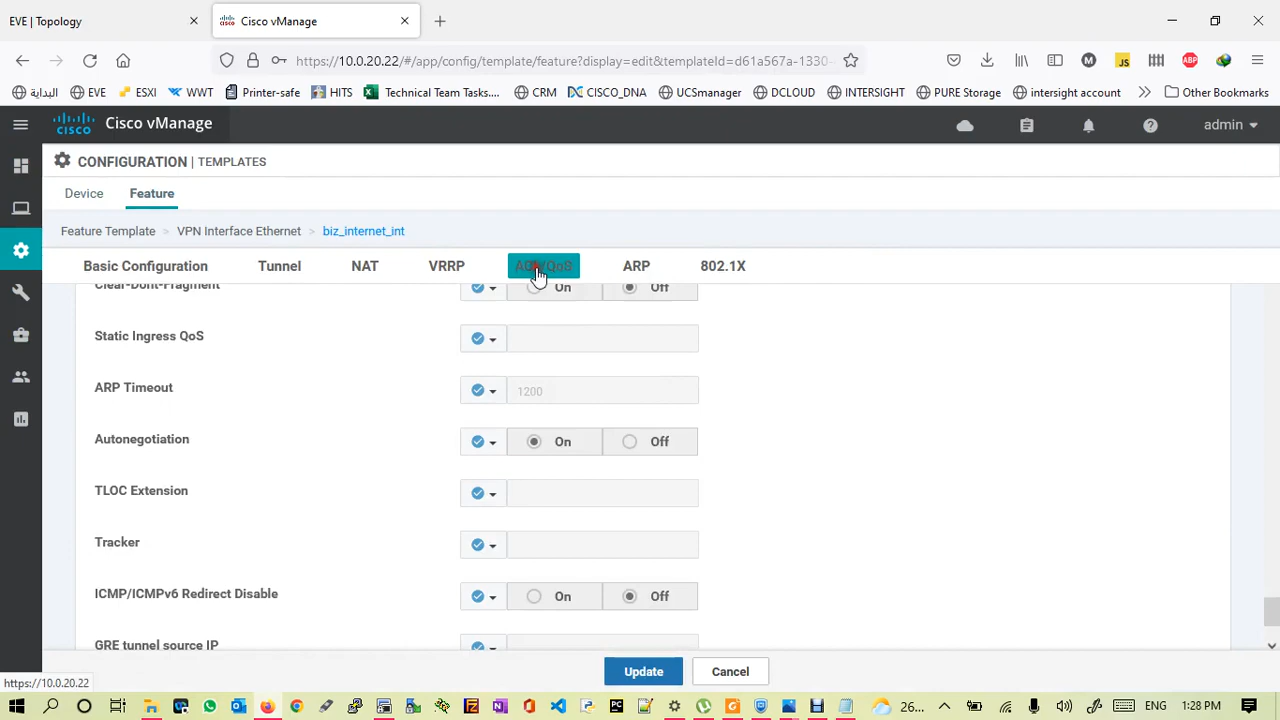 EVE | Topology
Cisco vManage
https://10.0.20.22/#/app/config/template/feature?display=edit&templateId=d61a567a-1330-
البداية
EVE
ESXI
WWT
Printer-safe
HITS
Technical Team Tasks....
CRM
CISCO_DNA
UCSmanager
DCLOUD
INTERSIGHT
PURE Storage
intersight account
Other Bookmarks
cisco
Cisco vManage
admin
CONFIGURATION | TEMPLATES
Device
Feature
Feature Template > VPN Interface Ethernet > biz_internet_int
Basic Configuration
Tunnel
NAT
VRRP
ACL/QoS
ARP
802.1X
Clear-Dont-Fragment
On
Off
Static Ingress QoS
ARP Timeout
1200
Autonegotiation
On
Off
TLOC Extension
Tracker
ICMP/ICMPv6 Redirect Disable
On
Off
GRE tunnel source IP
Update
Cancel
https://10.0.20.22
26...
ENG
1:28 PM